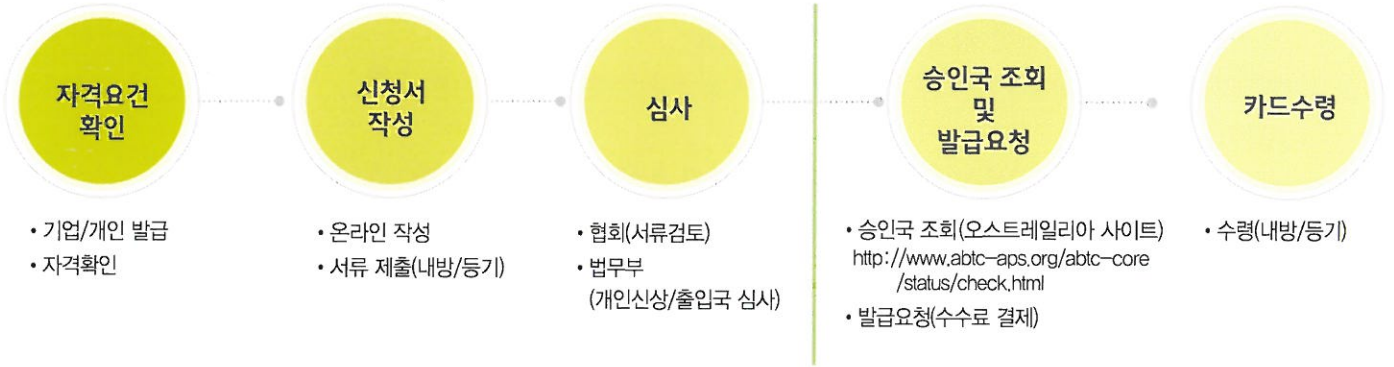 자격요건
확인
신청서
작성
심사
승인국 조회
및
발급요청
카드수령
• 기업/개인 발급
• 자격확인
• 온라인 작성
• 서류 제출(내방/등기)
• 협회(서류검토)
• 법무부
(개인신상/출입국 심사)
• 승인국 조회(오스트레일리아 사이트)
http://www.abtc-aps.org/abtc-core
/status/check.html
• 발급요청(수수료 결제)
• 수령(내방/등기)